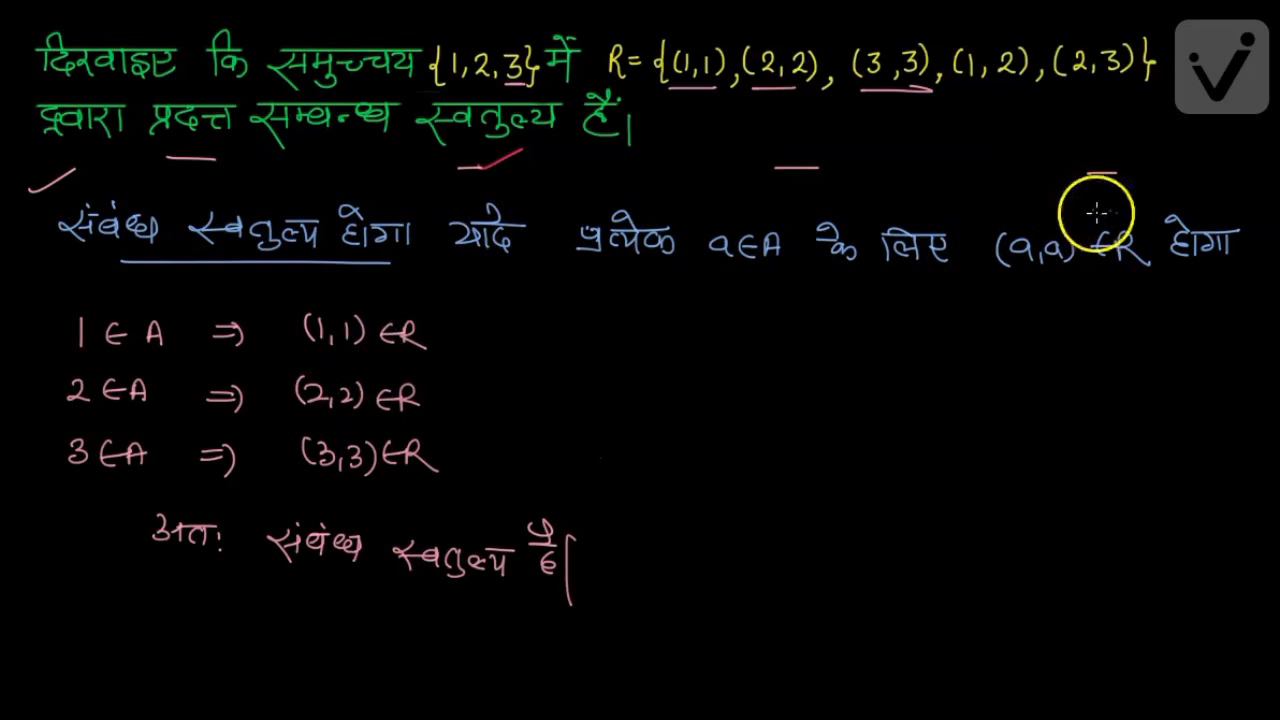 दिखाइए कि समुच्चय {1,2,3} में R = {(1,1), (2,2), (3,3), (1,2), (2,3)}
द्वारा प्रदत्त सम्बन्ध स्वतुल्य हैं।
संबंध स्वतुल्य होगा यदि प्रत्येक a∈A के लिए (a,a) ∈R होगा
1 ∈ A ⇒ (1,1) ∈R
2 ∈A ⇒ (2,2) ∈R
3 ∈A ⇒ (3,3) ∈R
अतः संबंध स्वतुल्य है।